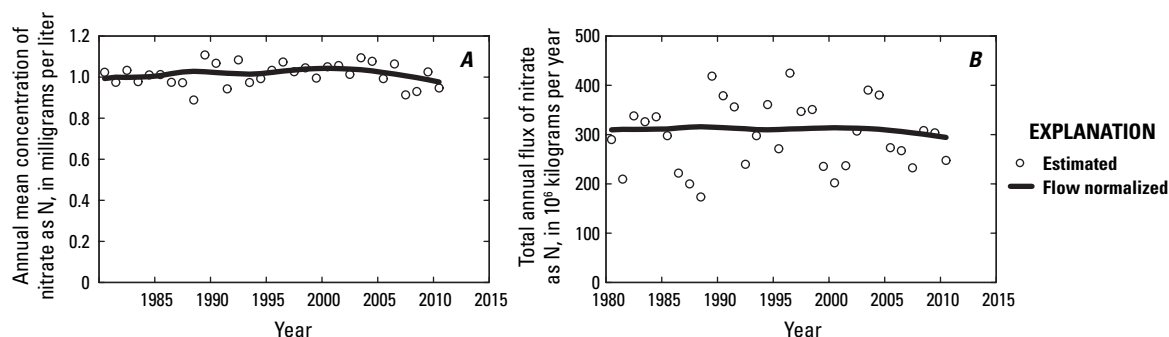 Annual mean concentration of
nitrate as N, in milligrams per liter
1.2
1.0
0.8
0.6
0.4
0.2
0
A
1985 1990 1995 2000 2005 2010 2015
Year
Total annual flux of nitrate
as N, in 10⁶ kilograms per year
500
400
300
200
100
0
B
1980 1985 1990 1995 2000 2005 2010 2015
Year
EXPLANATION
Estimated
Flow normalized